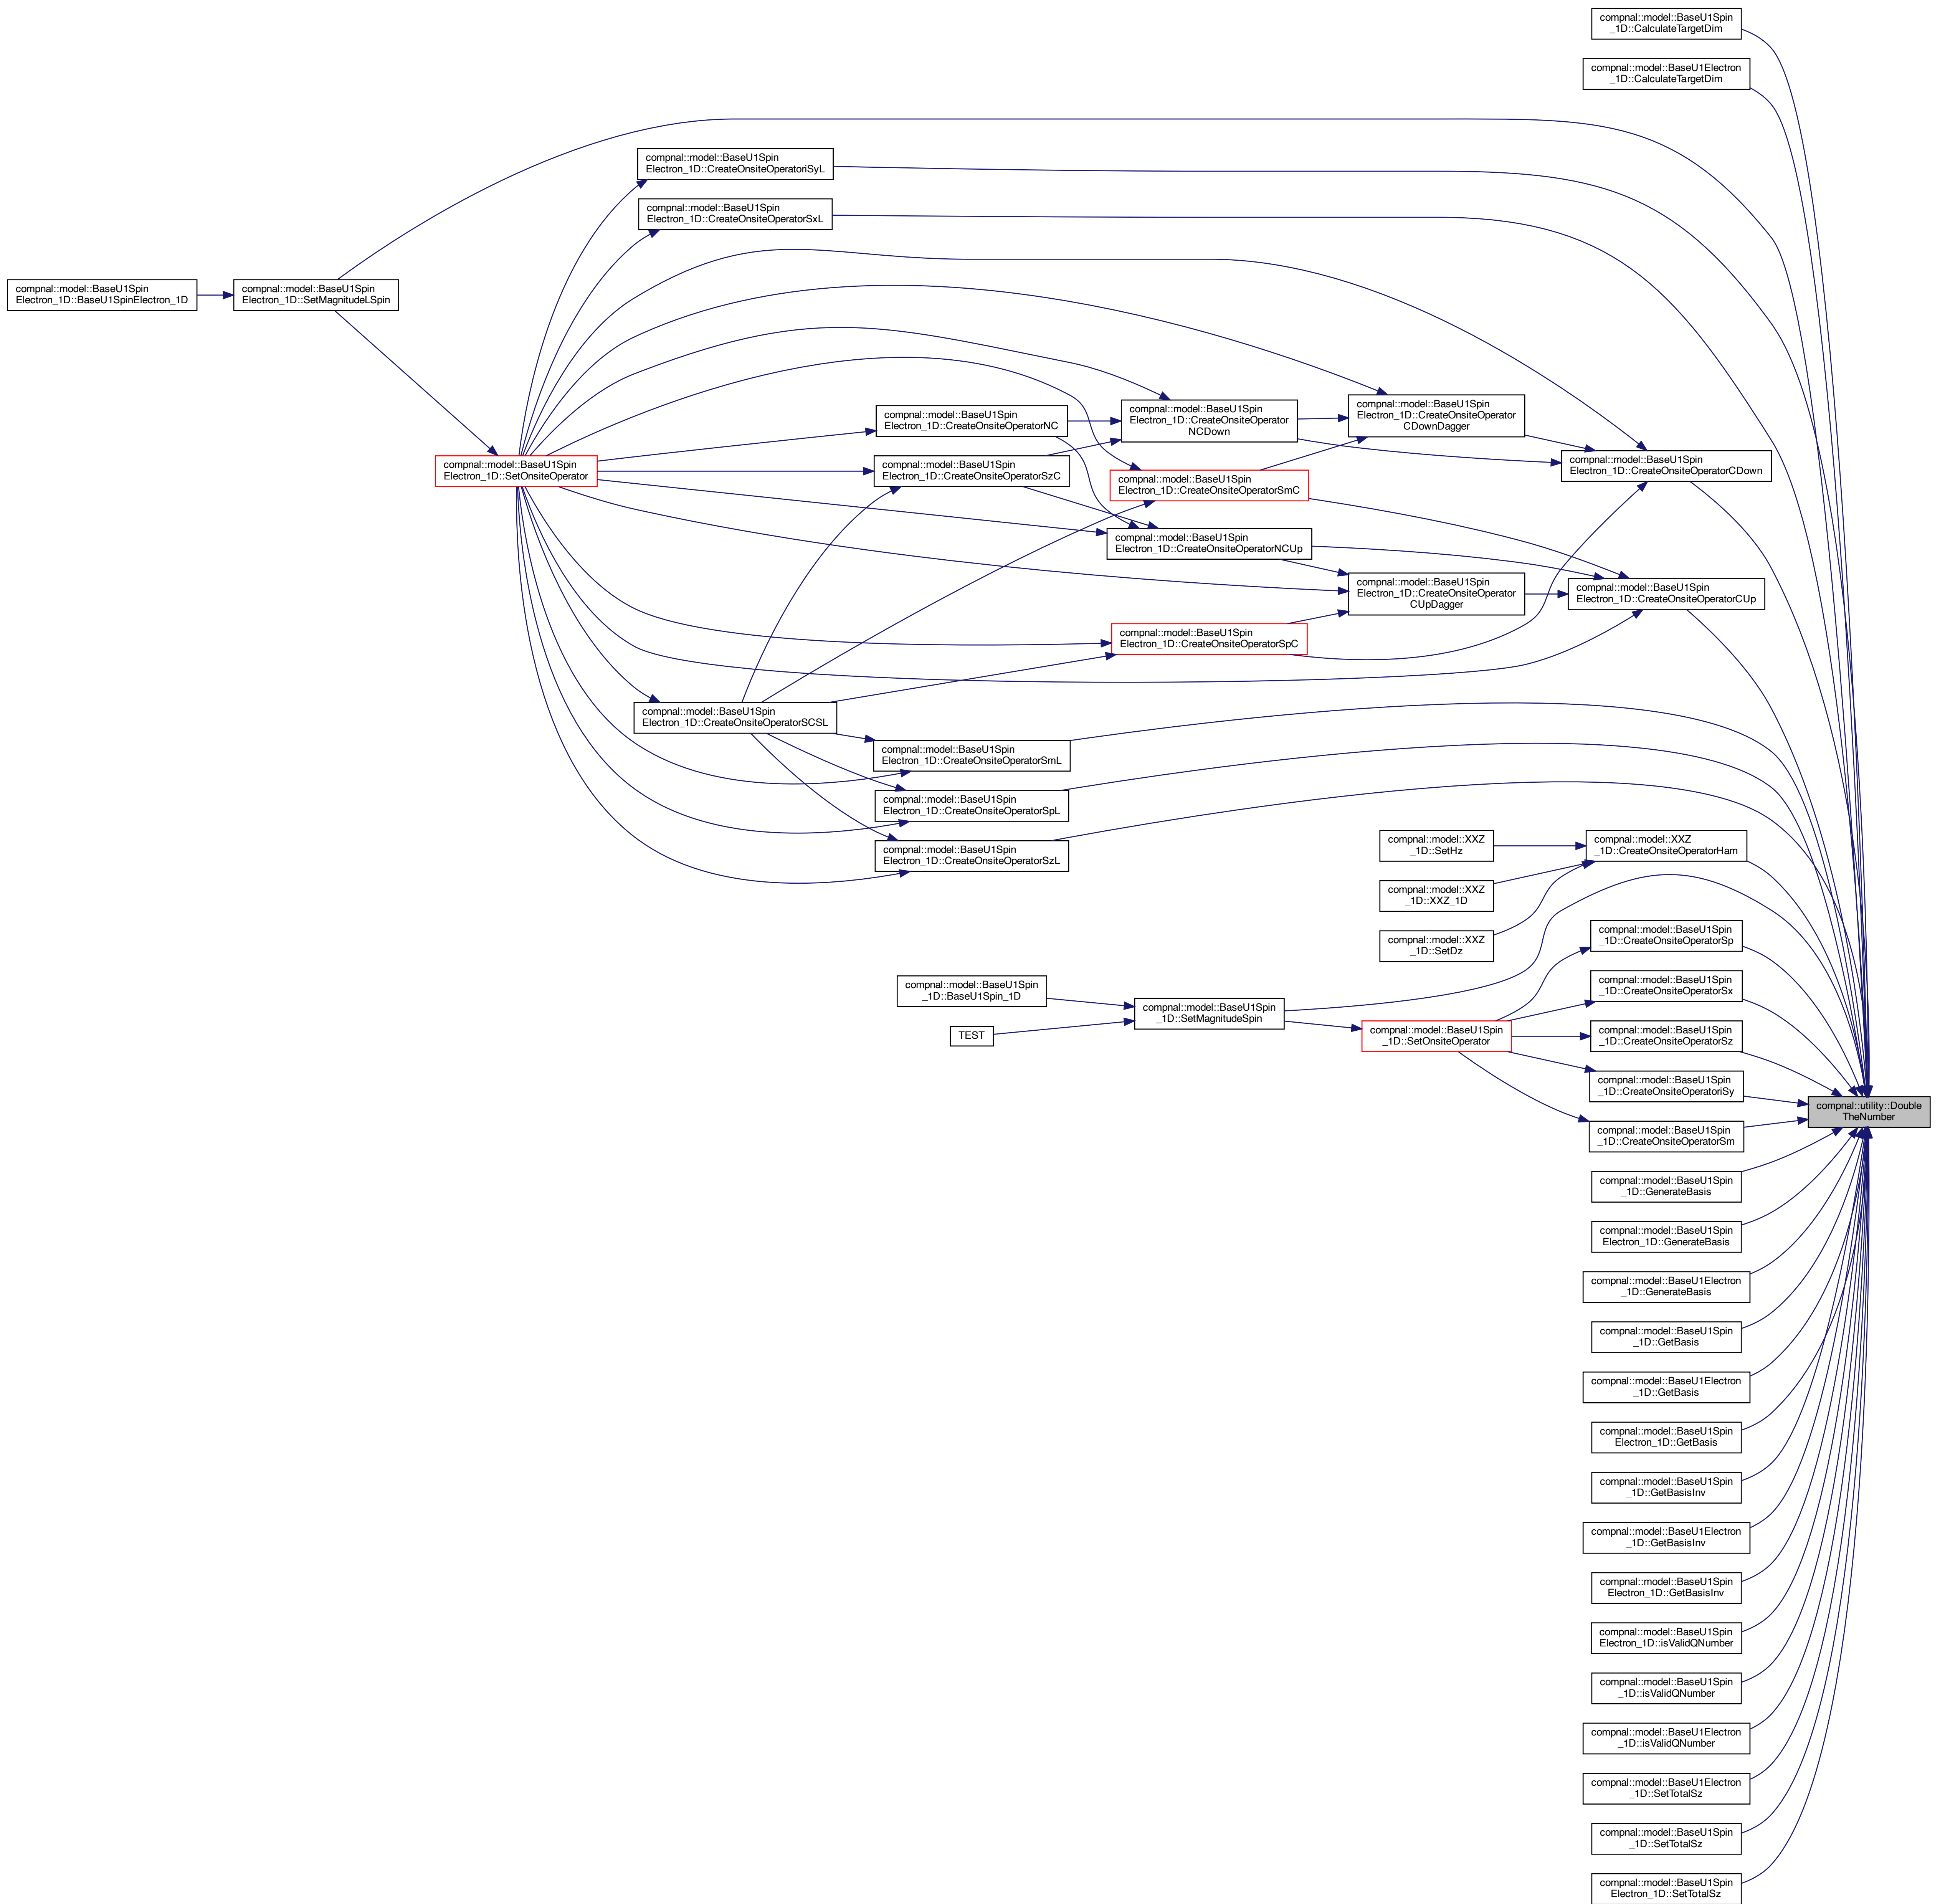 compnal::model::BaseU1Spin
_1D::CalculateTargetDim
compnal::model::BaseU1Electron
_1D::CalculateTargetDim
compnal::model::BaseU1Spin
Electron_1D::CreateOnsiteOperatoriSyL
compnal::model::BaseU1Spin
Electron_1D::CreateOnsiteOperatorSxL
compnal::model::BaseU1Spin
Electron_1D::BaseU1SpinElectron_1D
compnal::model::BaseU1Spin
Electron_1D::SetMagnitudeLSpin
compnal::model::BaseU1Spin
Electron_1D::SetOnsiteOperator
compnal::model::BaseU1Spin
Electron_1D::CreateOnsiteOperatorNC
compnal::model::BaseU1Spin
Electron_1D::CreateOnsiteOperatorSzC
compnal::model::BaseU1Spin
Electron_1D::CreateOnsiteOperator
NCDown
compnal::model::BaseU1Spin
Electron_1D::CreateOnsiteOperatorSmC
compnal::model::BaseU1Spin
Electron_1D::CreateOnsiteOperatorNCUp
compnal::model::BaseU1Spin
Electron_1D::CreateOnsiteOperator
CDownDagger
compnal::model::BaseU1Spin
Electron_1D::CreateOnsiteOperatorCDown
compnal::model::BaseU1Spin
Electron_1D::CreateOnsiteOperator
CUpDagger
compnal::model::BaseU1Spin
Electron_1D::CreateOnsiteOperatorCUp
compnal::model::BaseU1Spin
Electron_1D::CreateOnsiteOperatorSpC
compnal::model::BaseU1Spin
Electron_1D::CreateOnsiteOperatorSCSL
compnal::model::BaseU1Spin
Electron_1D::CreateOnsiteOperatorSmL
compnal::model::BaseU1Spin
Electron_1D::CreateOnsiteOperatorSpL
compnal::model::BaseU1Spin
Electron_1D::CreateOnsiteOperatorSzL
compnal::model::XXZ
_1D::SetHz
compnal::model::XXZ
_1D::CreateOnsiteOperatorHam
compnal::model::XXZ
_1D::XXZ_1D
compnal::model::XXZ
_1D::SetDz
compnal::model::BaseU1Spin
_1D::CreateOnsiteOperatorSp
compnal::model::BaseU1Spin
_1D::CreateOnsiteOperatorSx
compnal::model::BaseU1Spin
_1D::BaseU1Spin_1D
TEST
compnal::model::BaseU1Spin
_1D::SetMagnitudeSpin
compnal::model::BaseU1Spin
_1D::SetOnsiteOperator
compnal::model::BaseU1Spin
_1D::CreateOnsiteOperatorSz
compnal::model::BaseU1Spin
_1D::CreateOnsiteOperatoriSy
compnal::utility::Double
TheNumber
compnal::model::BaseU1Spin
_1D::CreateOnsiteOperatorSm
compnal::model::BaseU1Spin
_1D::GenerateBasis
compnal::model::BaseU1Spin
Electron_1D::GenerateBasis
compnal::model::BaseU1Electron
_1D::GenerateBasis
compnal::model::BaseU1Spin
_1D::GetBasis
compnal::model::BaseU1Electron
_1D::GetBasis
compnal::model::BaseU1Spin
Electron_1D::GetBasis
compnal::model::BaseU1Spin
_1D::GetBasisInv
compnal::model::BaseU1Electron
_1D::GetBasisInv
compnal::model::BaseU1Spin
Electron_1D::GetBasisInv
compnal::model::BaseU1Spin
Electron_1D::isValidQNumber
compnal::model::BaseU1Spin
_1D::isValidQNumber
compnal::model::BaseU1Electron
_1D::isValidQNumber
compnal::model::BaseU1Electron
_1D::SetTotalSz
compnal::model::BaseU1Spin
_1D::SetTotalSz
compnal::model::BaseU1Spin
Electron_1D::SetTotalSz